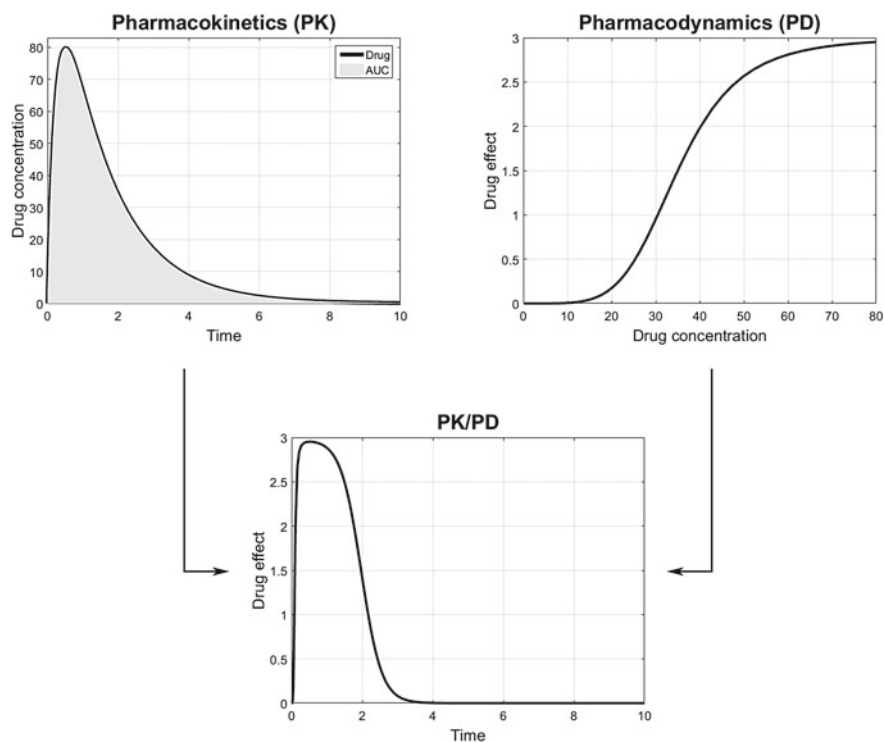 Pharmacokinetics (PK)
80
70
60
50
40
30
20
10
0
Drug concentration
Drug
AUC
0 2 4 6 8 10
Time
Pharmacodynamics (PD)
3
2.5
2
1.5
1
0.5
0
Drug effect
0 10 20 30 40 50 60 70 80
Drug concentration
PK/PD
3
2.5
2
1.5
1
0.5
0
Drug effect
0 2 4 6 8 10
Time